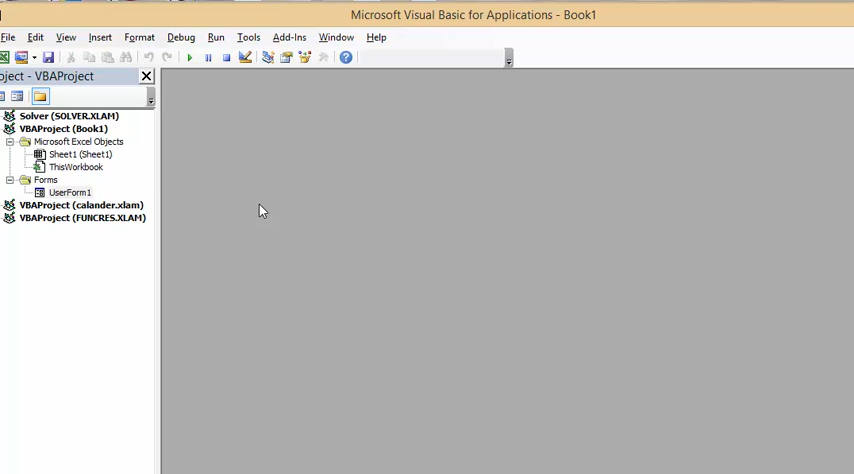 Microsoft Visual Basic for Applications - Book1
File Edit View Insert Format Debug Run Tools Add-Ins Window Help
oject - VBAProject
Solver (SOLVER.XLAM)
VBAProject (Book1)
Microsoft Excel Objects
Sheet1 (Sheet1)
ThisWorkbook
Forms
UserForm1
VBAProject (calander.xlam)
VBAProject (FUNCRES.XLAM)